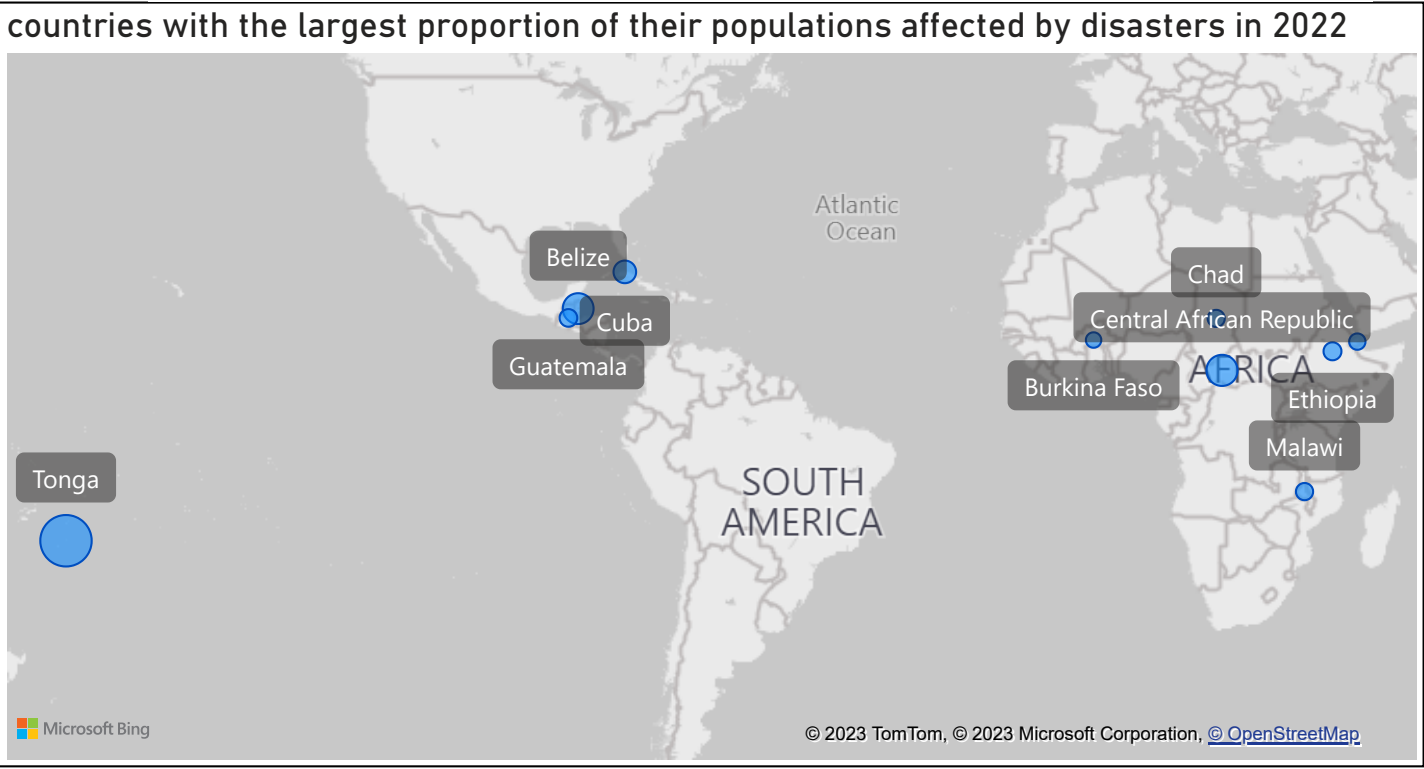 countries with the largest proportion of their populations affected by disasters in 2022
Atlantic
Ocean
Belize
Chad
Cuba
Central African Republic
Guatemala
AFRICA
Burkina Faso
Ethiopia
Malawi
Tonga
SOUTH
AMERICA
Microsoft Bing
© 2023 TomTom, © 2023 Microsoft Corporation, © OpenStreetMap